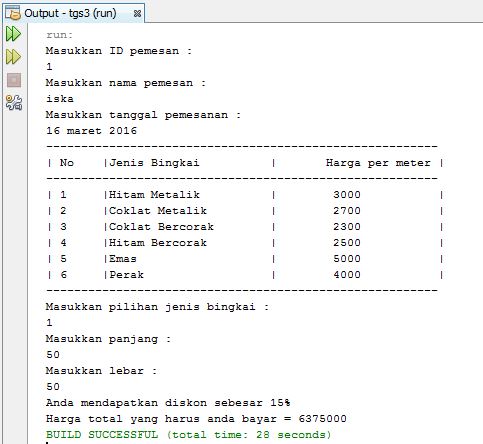 Output - tgs3 (run)
run:
Masukkan ID pemesan :
1
Masukkan nama pemesan :
iska
Masukkan tanggal pemesanan :
16 maret 2016
----------------------------------------------------------
| No |Jenis Bingkai | Harga per meter |
----------------------------------------------------------
| 1 |Hitam Metalik | 3000 |
| 2 |Coklat Metalik | 2700 |
| 3 |Coklat Bercorak | 2300 |
| 4 |Hitam Bercorak | 2500 |
| 5 |Emas | 5000 |
| 6 |Perak | 4000 |
----------------------------------------------------------
Masukkan pilihan jenis bingkai :
1
Masukkan panjang :
50
Masukkan lebar :
50
Anda mendapatkan diskon sebesar 15%
Harga total yang harus anda bayar = 6375000
BUILD SUCCESSFUL (total time: 28 seconds)